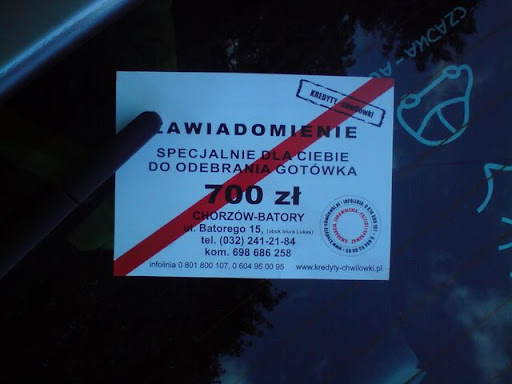 KREDYTY-chwilówki
ZAWIADOMIENIE
SPECJALNIE DLA CIEBIE
DO ODEBRANIA GOTÓWKA
700 zł
CHORZÓW-BATORY
ul. Batorego 15, (obok biura Lukas)
tel. (032) 241-21-84
kom. 698 686 258
infolinia 0 801 800 107, 0 604 95 00 95 www.kredyty-chwilowki.pl
CZAJNA - AU